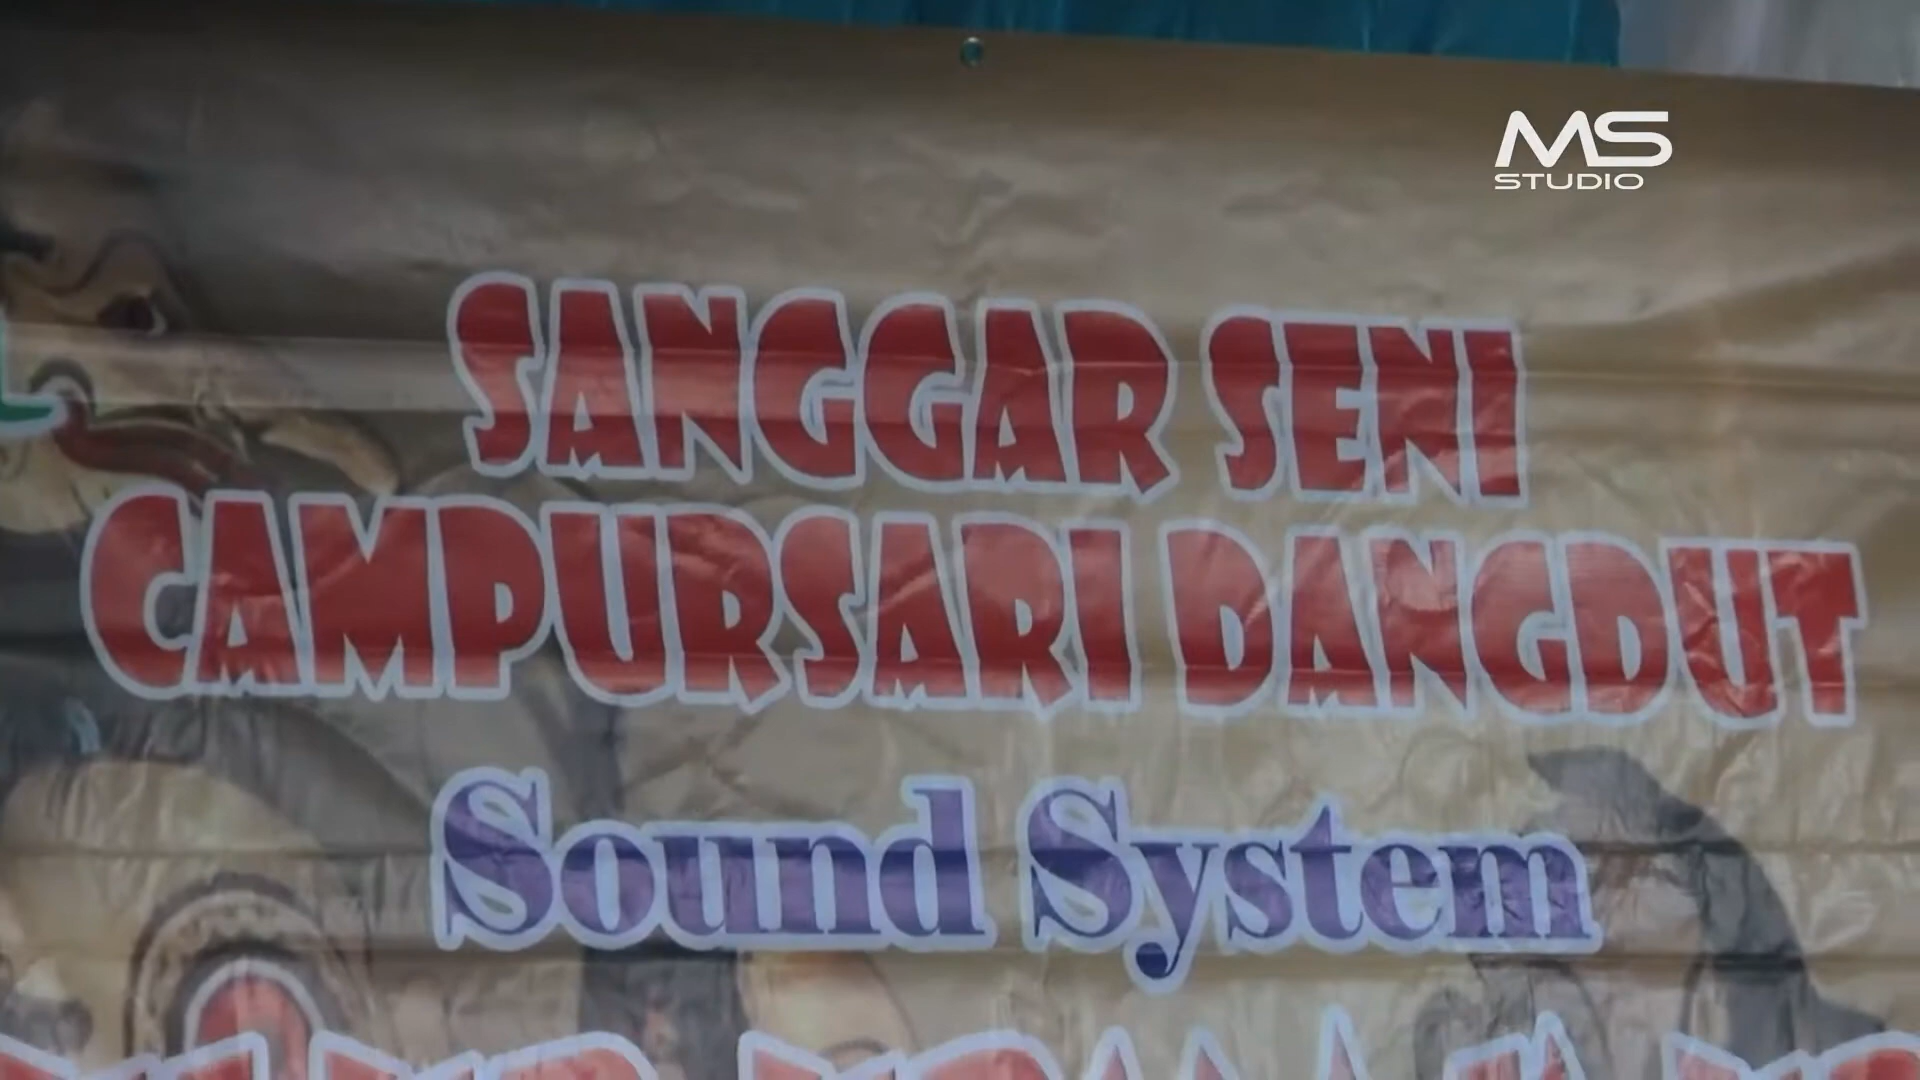 MS
STUDIO
SANGGAR SENI
CAMPURSARI DANGDUT
Sound System